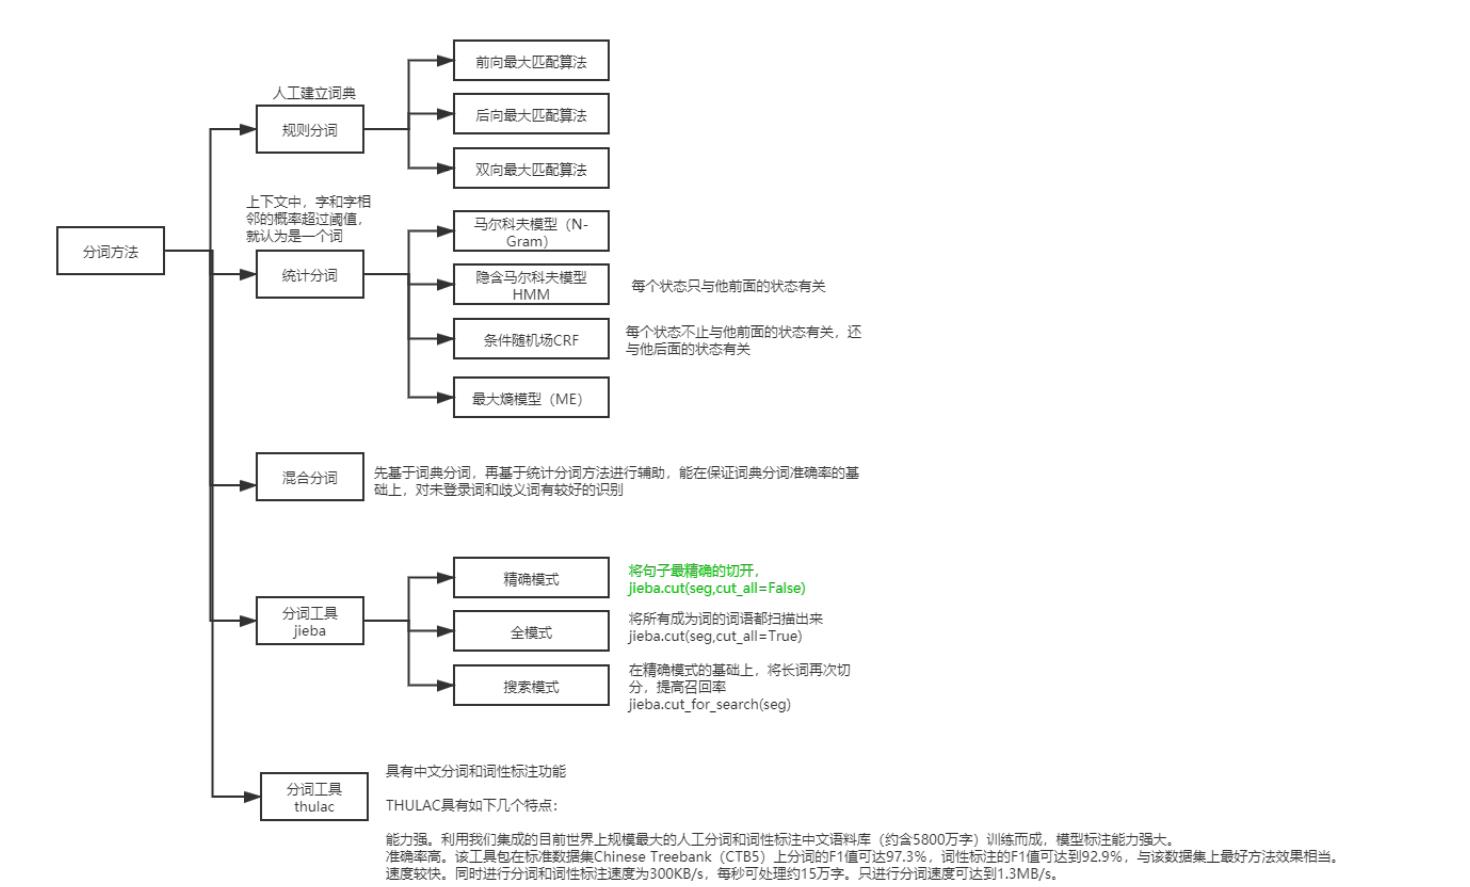 分词方法
人工建立词典
规则分词
前向最大匹配算法
后向最大匹配算法
双向最大匹配算法
上下文中，字和字相
邻的概率超过阈值，
就认为是一个词
统计分词
马尔科夫模型（N-
Gram）
隐含马尔科夫模型
HMM
每个状态只与他前面的状态有关
条件随机场CRF
每个状态不止与他前面的状态有关，还
与他后面的状态有关
最大熵模型（ME）
混合分词
先基于词典分词，再基于统计分词方法进行辅助，能在保证词典分词准确率的基
础上，对未登录词和歧义词有较好的识别
分词工具
jieba
精确模式
将句子最精确的切开，
jieba.cut(seg,cut_all=False)
全模式
将所有成为词的词语都扫描出来
jieba.cut(seg,cut_all=True)
搜索模式
在精确模式的基础上，将长词再次切
分，提高召回率
jieba.cut_for_search(seg)
分词工具
thulac
具有中文分词和词性标注功能
THULAC具有如下几个特点：
能力强。利用我们集成的目前世界上规模最大的人工分词和词性标注中文语料库（约含5800万字）训练而成，模型标注能力强大。
准确率高。该工具包在标准数据集Chinese Treebank（CTB5）上分词的F1值可达97.3%，词性标注的F1值可达到92.9%，与该数据集上最好方法效果相当。
速度较快。同时进行分词和词性标注速度为300KB/s，每秒可处理约15万字。只进行分词速度可达到1.3MB/s。